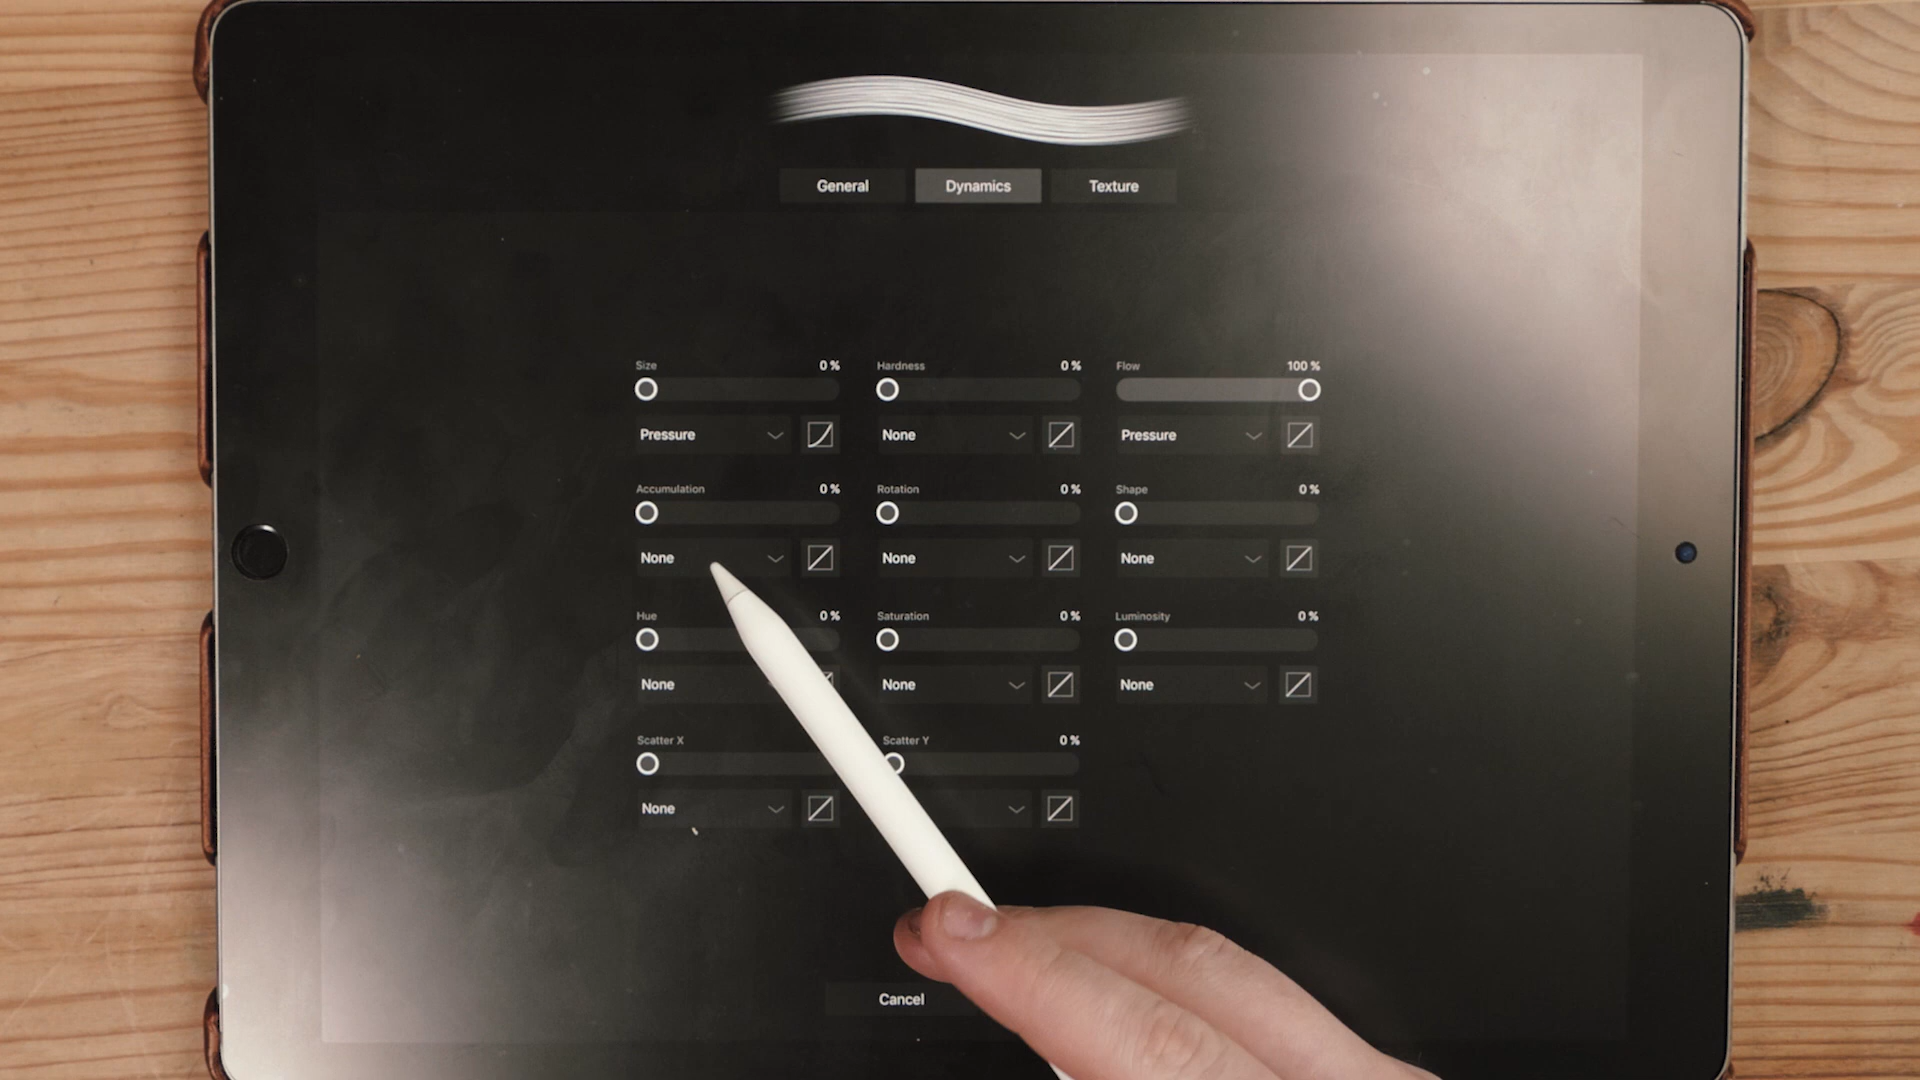 General Dynamics Texture
Size 0 % Hardness 0 % Flow 100 %
Pressure None Pressure
Accumulation 0 % Rotation 0 % Shape 0 %
None None None
Hue 0 % Saturation 0 % Luminosity 0 %
None None None
Scatter X Scatter Y 0 %
None
Cancel